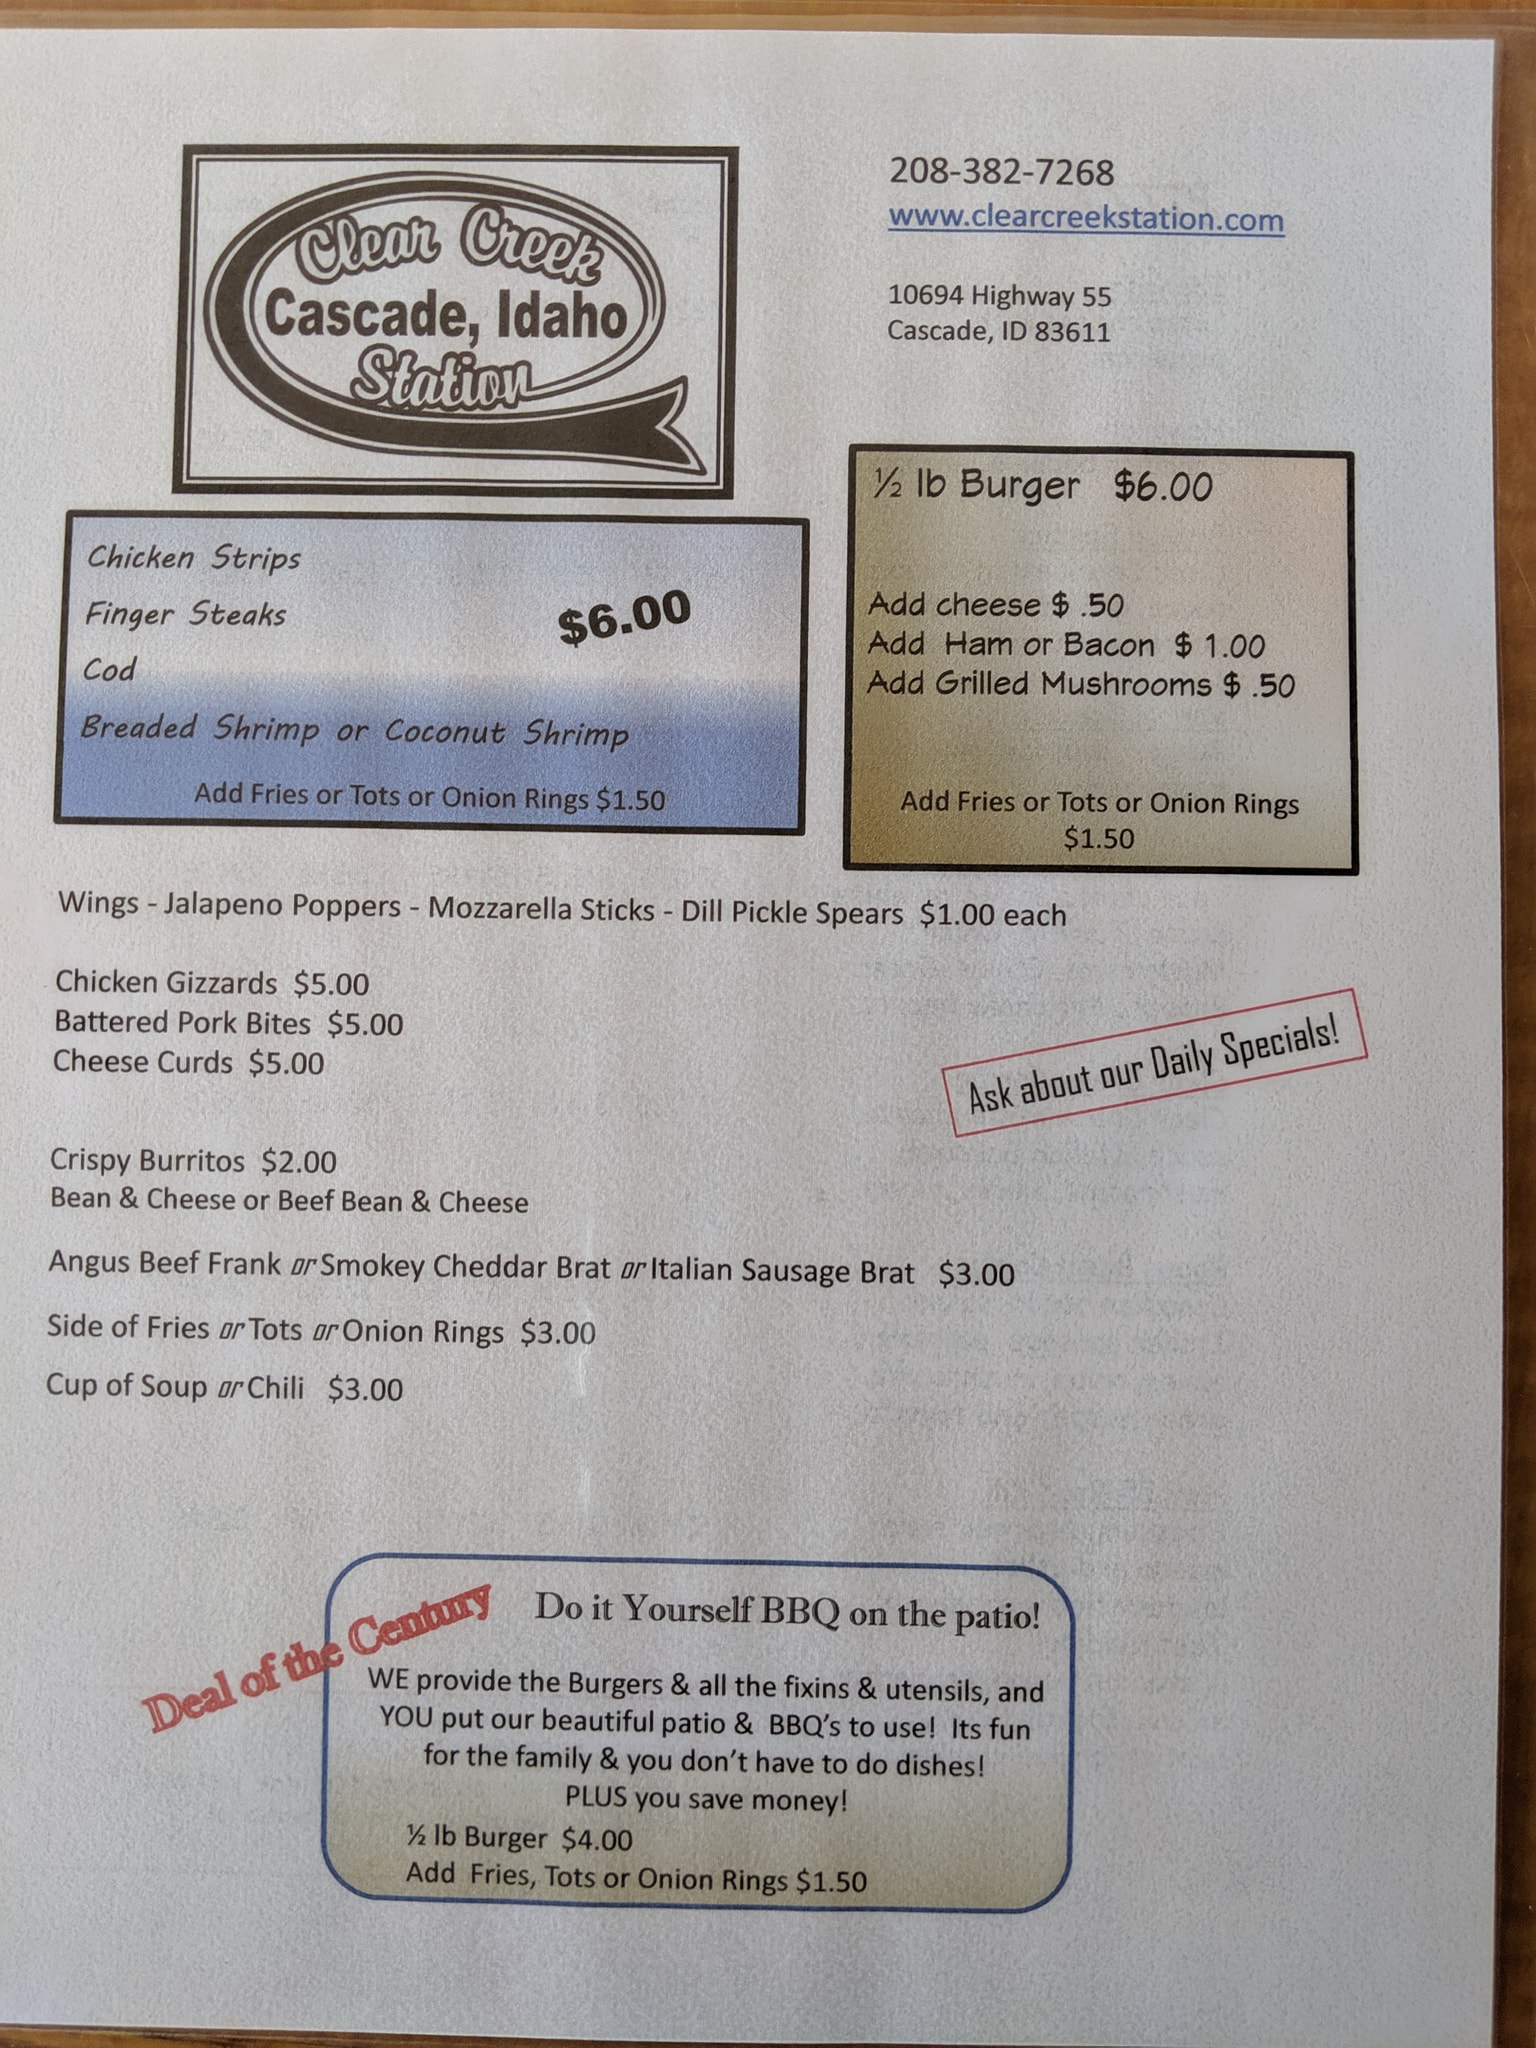 Clear Creek
Cascade, Idaho
Station
208-382-7268
www.clearcreekstation.com
10694 Highway 55
Cascade, ID 83611
Chicken Strips
Finger Steaks
$6.00
Cod
Breaded Shrimp or Coconut Shrimp
Add Fries or Tots or Onion Rings $1.50
½ lb Burger $6.00
Add cheese $ .50
Add Ham or Bacon $ 1.00
Add Grilled Mushrooms $ .50
Add Fries or Tots or Onion Rings
$1.50
Wings - Jalapeno Poppers - Mozzarella Sticks - Dill Pickle Spears $1.00 each
Chicken Gizzards $5.00
Battered Pork Bites $5.00
Cheese Curds $5.00
Ask about our Daily Specials!
Crispy Burritos $2.00
Bean & Cheese or Beef Bean & Cheese
Angus Beef Frank or Smokey Cheddar Brat or Italian Sausage Brat $3.00
Side of Fries or Tots or Onion Rings $3.00
Cup of Soup or Chili $3.00
Deal of the Century
Do it Yourself BBQ on the patio!
WE provide the Burgers & all the fixins & utensils, and
YOU put our beautiful patio & BBQ's to use! Its fun
for the family & you don't have to do dishes!
PLUS you save money!
½ lb Burger $4.00
Add Fries, Tots or Onion Rings $1.50